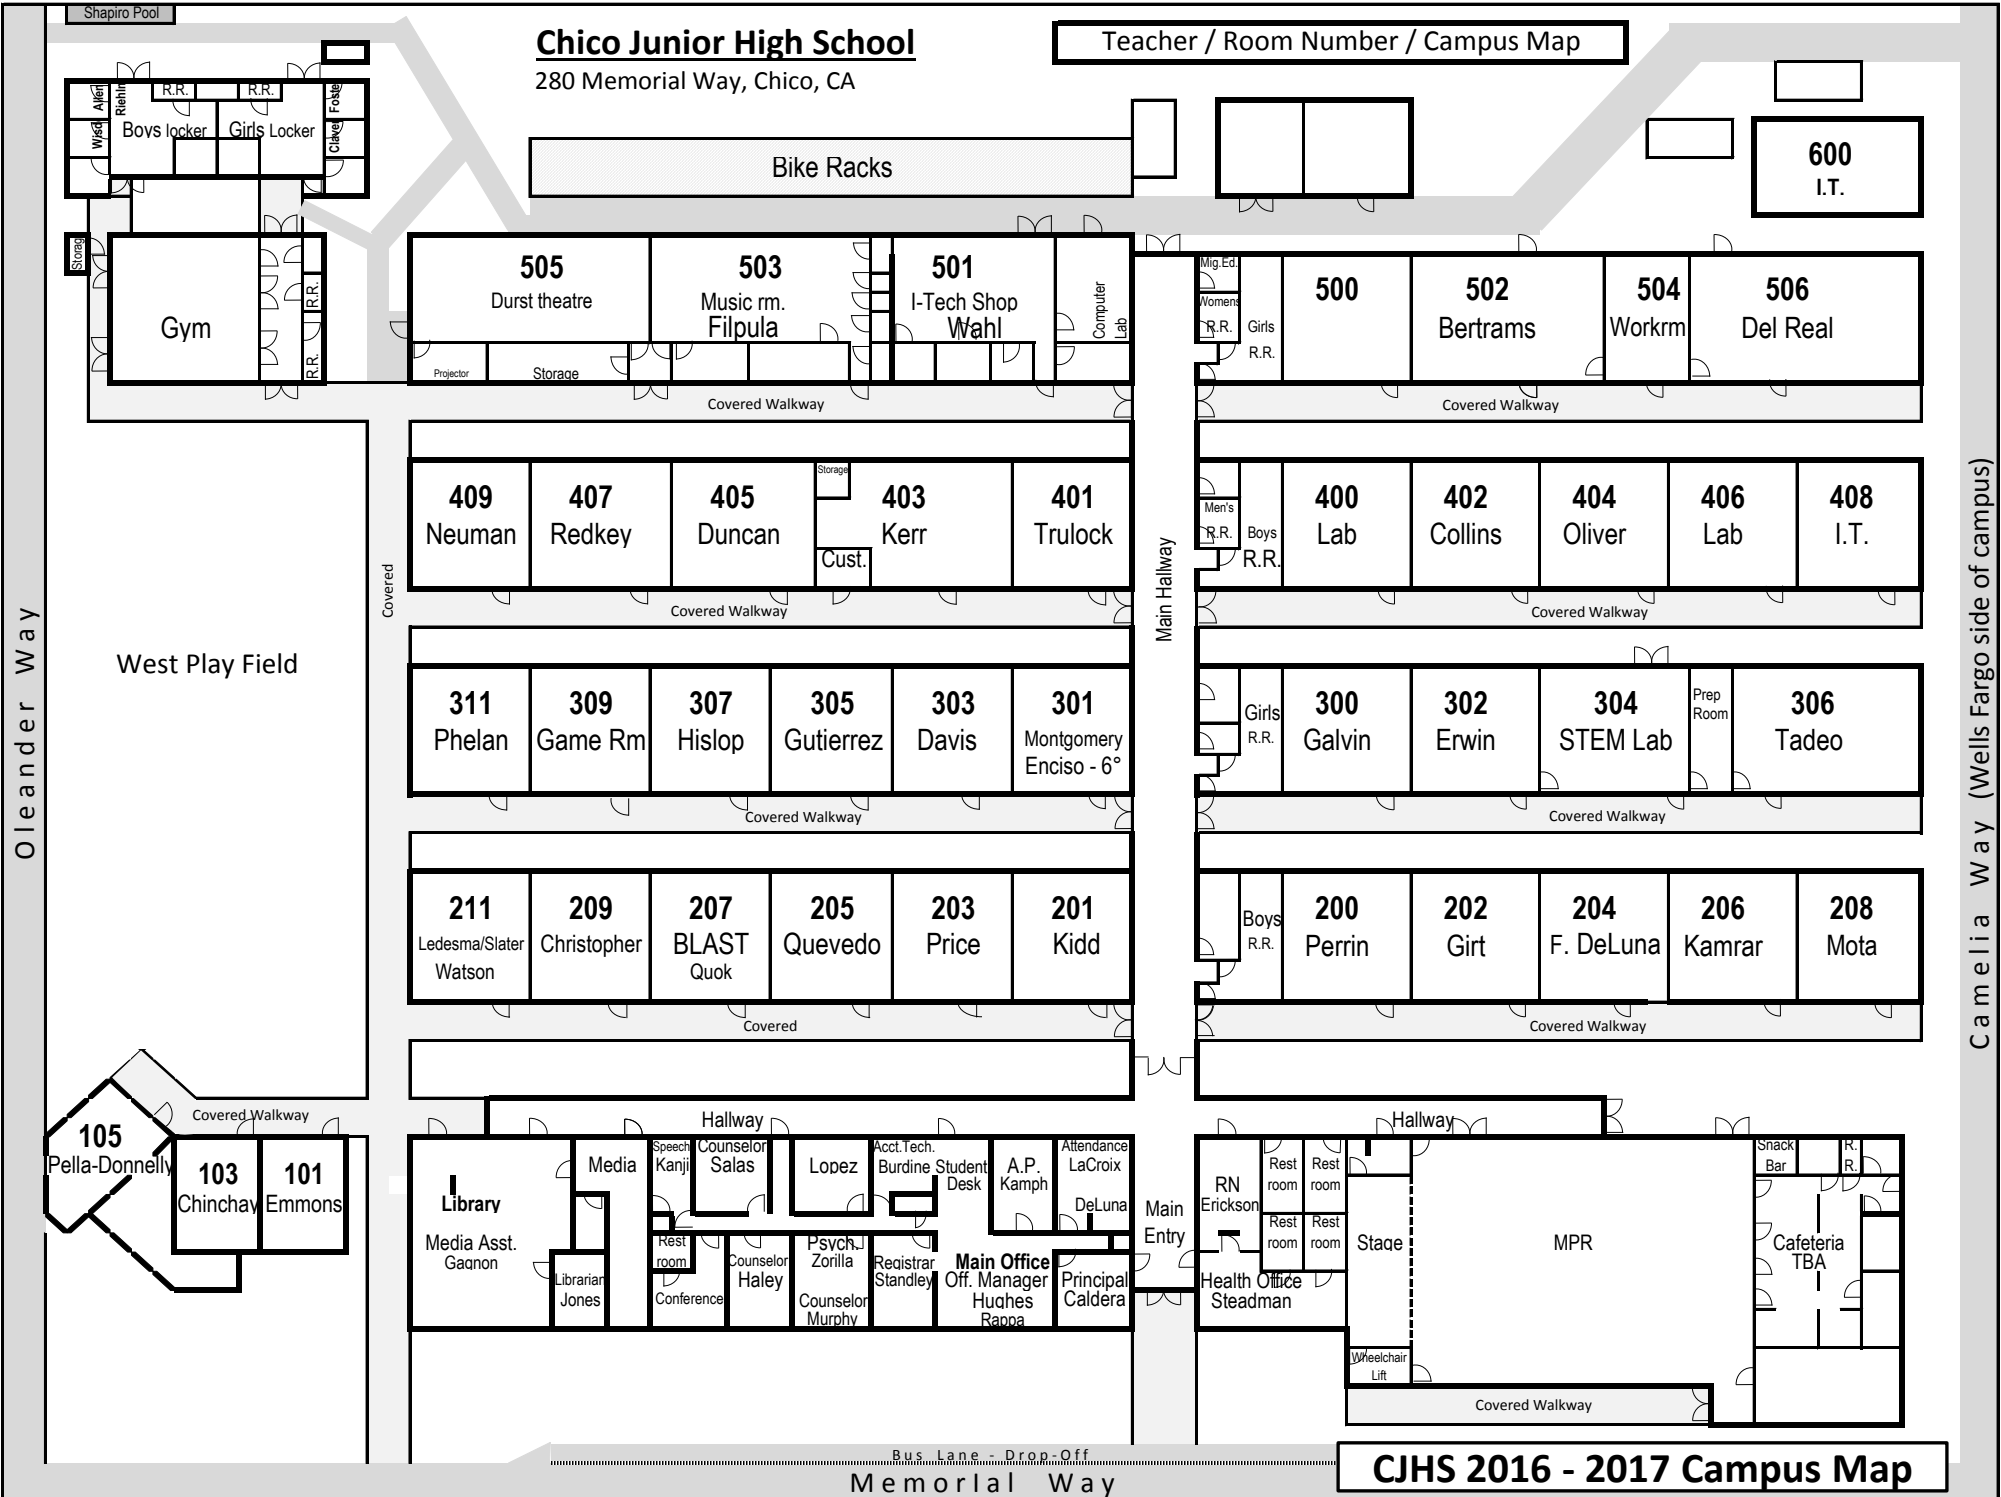 Shapiro Pool
Chico Junior High School
280 Memorial Way, Chico, CA
Teacher / Room Number / Campus Map
R.R.
R.R.
Allen
Riehl
Wisd
Boys locker
Girls Locker
Foste
Claver
Bike Racks
600
I.T.
Storag
Gym
R.R.
R.R.
505
Durst theatre
Projector
Storage
503
Music rm.
Filpula
501
I-Tech Shop
Wahl
Computer
Lab
Mig.Ed.
Womens
R.R.
Girls
R.R.
500
502
Bertrams
504
Workrm
506
Del Real
Covered Walkway
Covered Walkway
409
Neuman
407
Redkey
405
Duncan
Storage
403
Kerr
Cust.
401
Trulock
Men's
R.R.
Boys
R.R.
400
Lab
402
Collins
404
Oliver
406
Lab
408
I.T.
Covered
Covered Walkway
Main Hallway
Covered Walkway
West Play Field
Oleander Way
Camelia Way (Wells Fargo side of campus)
311
Phelan
309
Game Rm
307
Hislop
305
Gutierrez
303
Davis
301
Montgomery
Enciso - 6°
Girls
R.R.
300
Galvin
302
Erwin
304
STEM Lab
Prep
Room
306
Tadeo
Covered Walkway
Covered Walkway
211
Ledesma/Slater
Watson
209
Christopher
207
BLAST
Quok
205
Quevedo
203
Price
201
Kidd
Boys
R.R.
200
Perrin
202
Girt
204
F. DeLuna
206
Kamrar
208
Mota
Covered
Covered Walkway
Covered Walkway
Hallway
Hallway
105
Pella-Donnelly
103
Chinchay
101
Emmons
Library
Media Asst.
Gagnon
Media
Librarian
Jones
Speech
Kanji
Counselor
Salas
Lopez
Acct.Tech.
Burdine
Student
Desk
A.P.
Kamph
Attendance
LaCroix
DeLuna
Rest
room
Conference
Counselor
Haley
Psych.
Zorilla
Counselor
Murphy
Registrar
Standley
Main Office
Off. Manager
Hughes
Rappa
Principal
Caldera
Main
Entry
RN
Erickson
Rest
room
Rest
room
Rest
room
Rest
room
Health Office
Steadman
Stage
Wheelchair
Lift
MPR
Snack
Bar
R.
R.
Cafeteria
TBA
Covered Walkway
Bus Lane - Drop-Off
Memorlal Way
CJHS 2016 - 2017 Campus Map